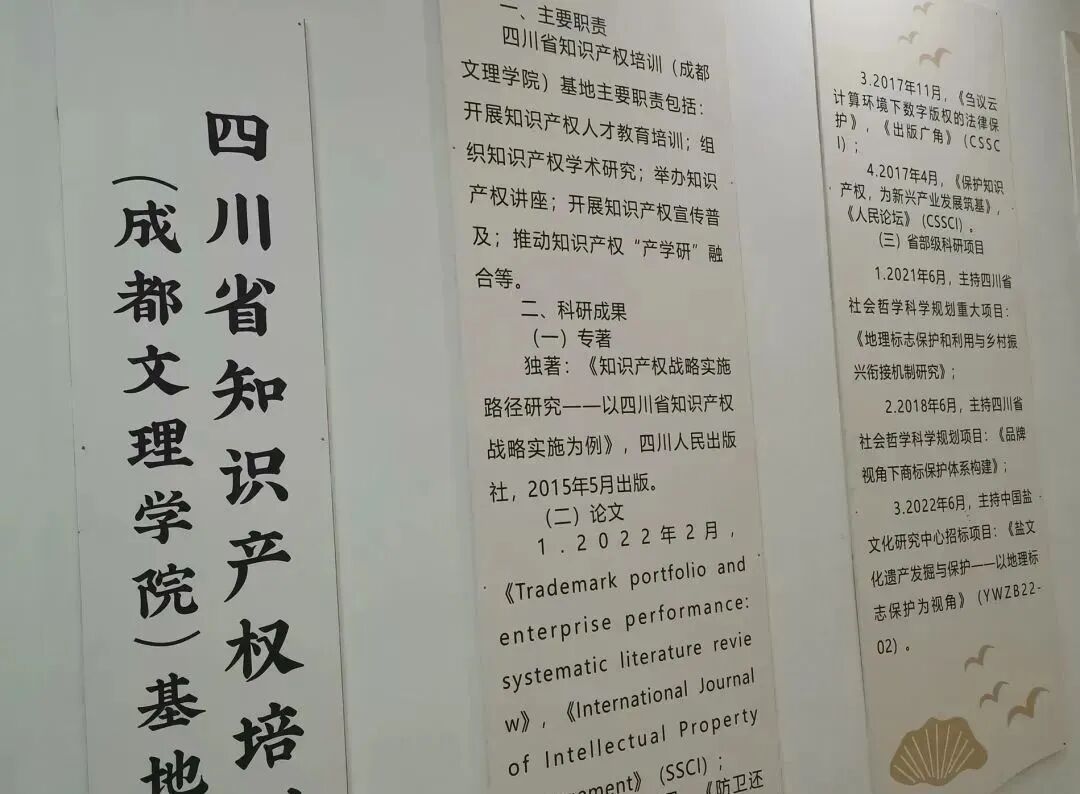 四川省知识产权培
（成都文理学院）基地
一、主要职责
四川省知识产权培训（成都
文理学院）基地主要职责包括：
开展知识产权人才教育培训；组
织知识产权学术研究；举办知识
产权讲座；开展知识产权宣传普
及；推动知识产权“产学研”融
合等。
二、科研成果
（一）专著
独著：《知识产权战略实施
路径研究——以四川省知识产权
战略实施为例》，四川人民出版
社，2015年5月出版。
（二）论文
1.2022年2月，
《Trademark portfolio and
enterprise performance:
systematic literature revie
w》，《International Journal
of Intellectual Property
ement》（SSCI）；
《防卫还
3.2017年11月，《刍议云
计算环境下数字版权的法律保
护》，《出版广角》（CSSC
I）；
4.2017年4月，《保护知识
产权，为新兴产业发展筑基》，
《人民论坛》（CSSCI）。
（三）省部级科研项目
1.2021年6月，主持四川省
社会哲学科学规划重大项目：
《地理标志保护和利用与乡村振
兴衔接机制研究》；
2.2018年6月，主持四川省
社会哲学科学规划项目：《品牌
视角下商标保护体系构建》；
3.2022年6月，主持中国盐
文化研究中心招标项目：《盐文
化遗产发掘与保护——以地理标
志保护为视角》（YWZB22-
02）。